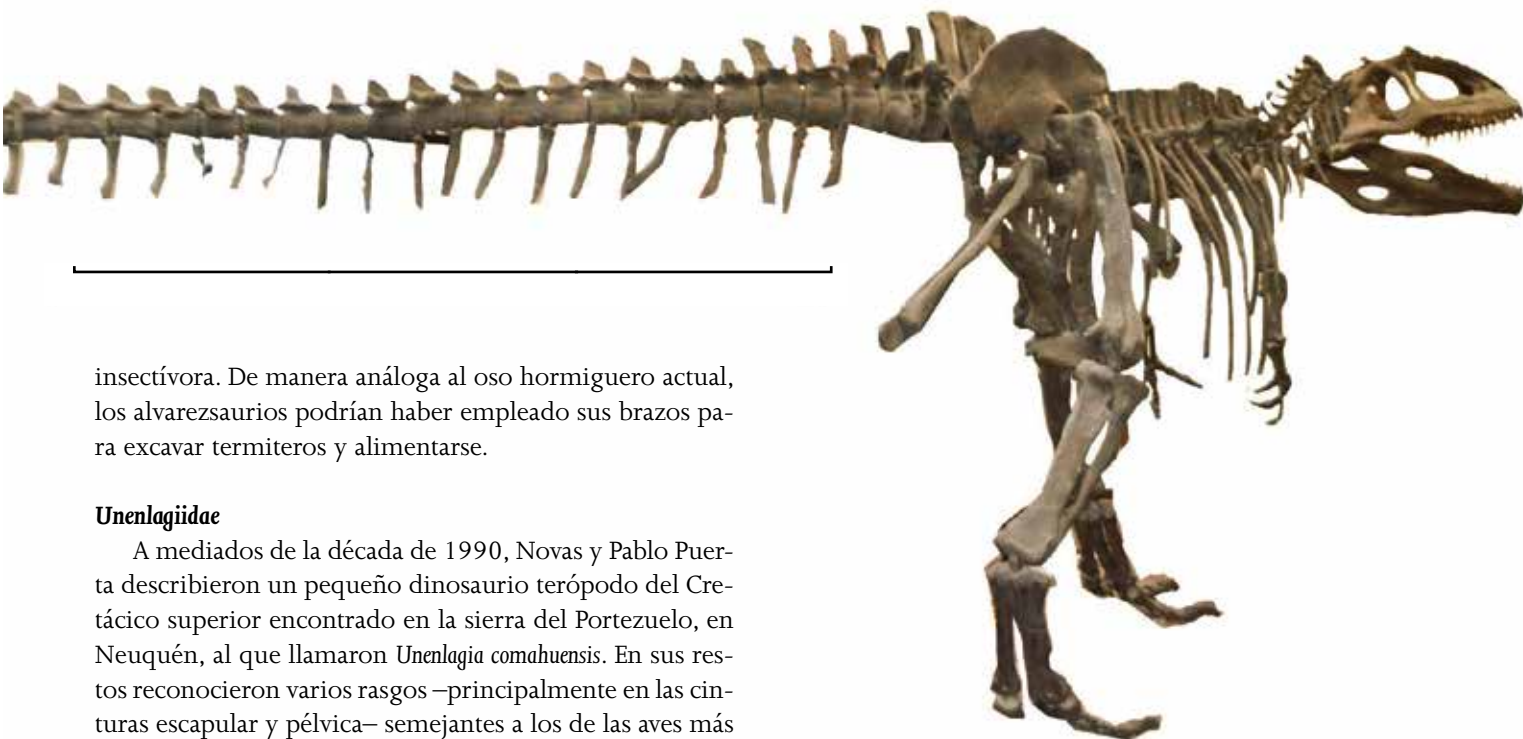 insectívora. De manera análoga al oso hormiguero actual,
los alvarezsaurios podrían haber empleado sus brazos pa-
ra excavar termiteros y alimentarse.
Unenlagiidae
A mediados de la década de 1990, Novas y Pablo Puer-
ta describieron un pequeño dinosaurio terópodo del Cre-
tácico superior encontrado en la sierra del Portezuelo, en
Neuquén, al que llamaron Unenlagia comahuensis. En sus res-
tos reconocieron varios rasgos –principalmente en las cin-
turas escapular y pélvica– semejantes a los de las aves más